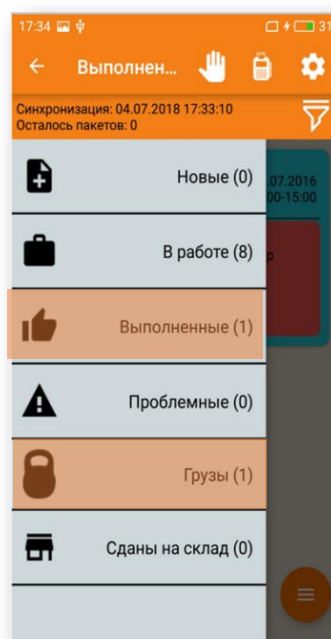 17:34 31
Выполнен...
Синхронизация: 04.07.2018 17:33:10
Осталось пакетов: 0
Новые (0)
.07.2016
00-15:00
В работе (8)
Выполненные (1)
Проблемные (0)
Грузы (1)
Сданы на склад (0)